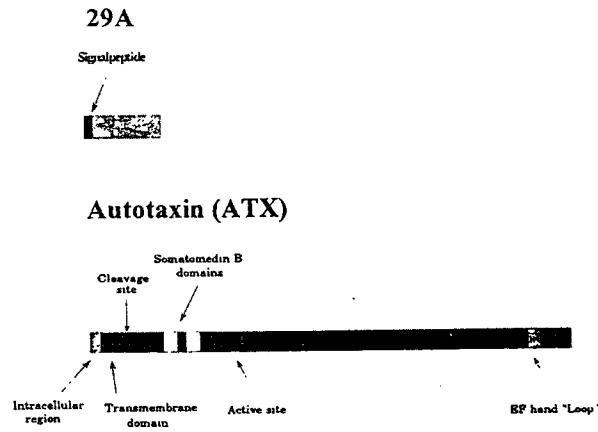 29A
Signalpeptide
Autotaxin (ATX)
Somatomedin B
domains
Cleavage
site
Intracellular
region
Transmembrane
domain
Active site
EF hand "Loop"